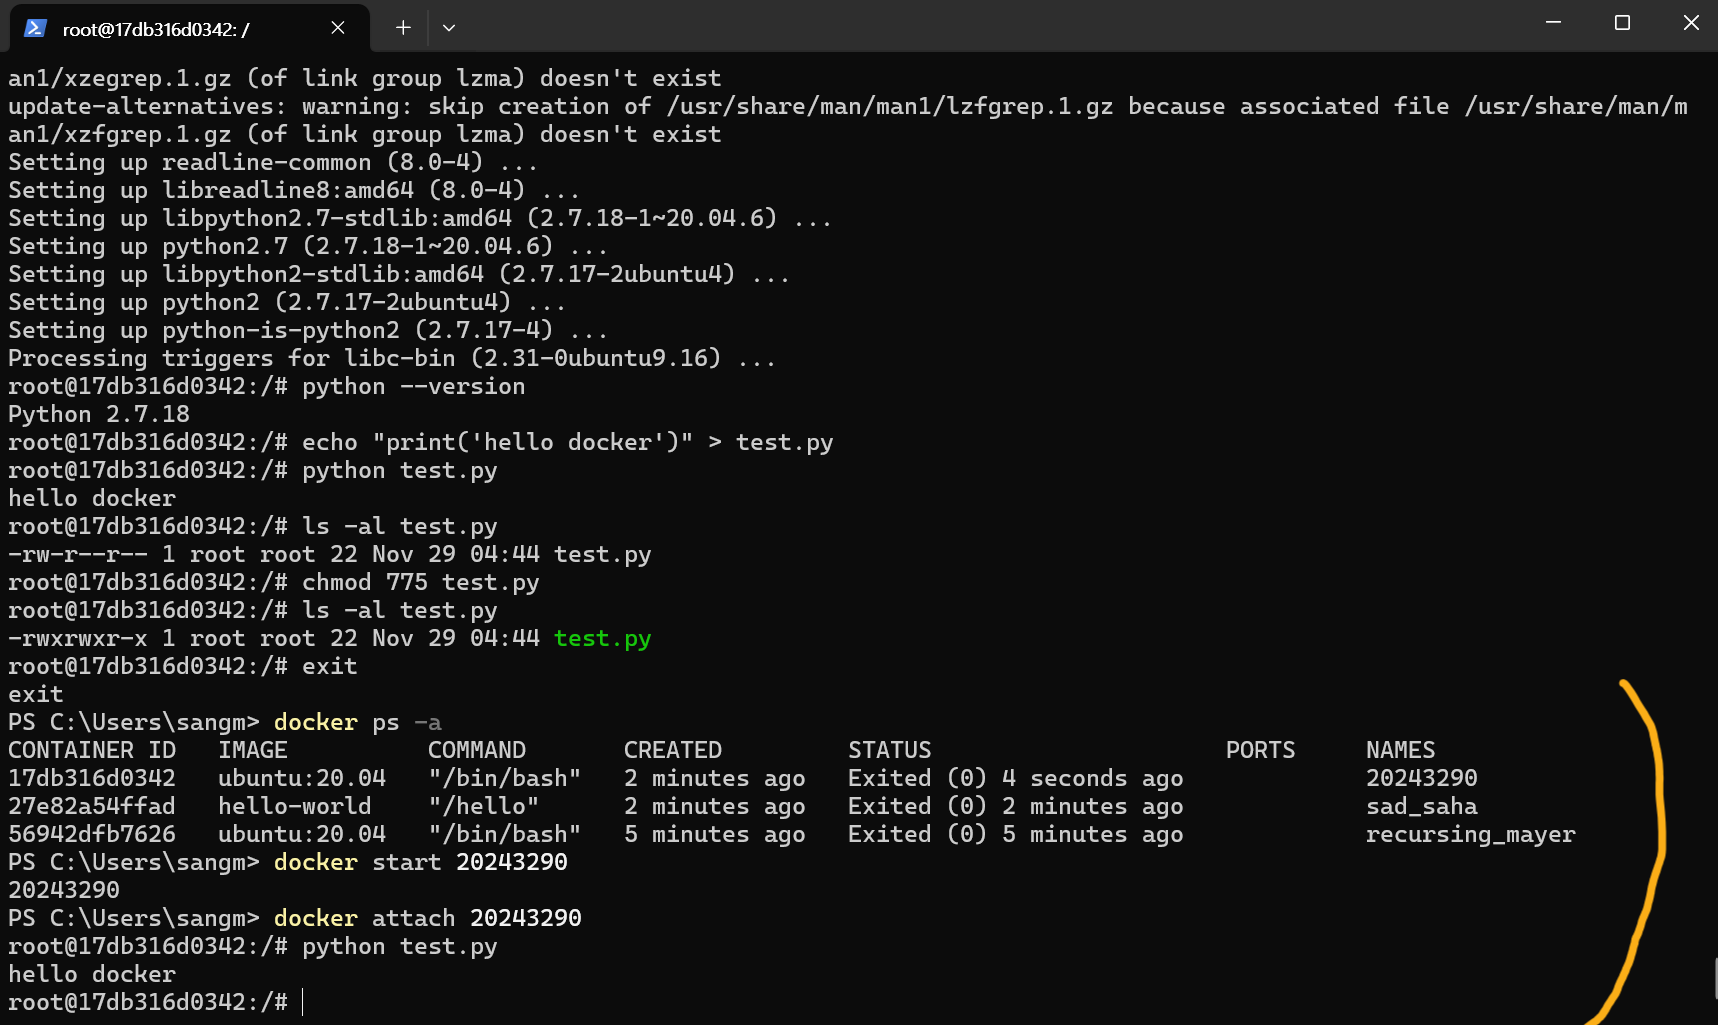 root@17db316d0342: /
an1/xzegrep.1.gz (of link group lzma) doesn't exist
update-alternatives: warning: skip creation of /usr/share/man/man1/lzfgrep.1.gz because associated file /usr/share/man/m
an1/xzfgrep.1.gz (of link group lzma) doesn't exist
Setting up readline-common (8.0-4) ...
Setting up libreadline8:amd64 (8.0-4) ...
Setting up libpython2.7-stdlib:amd64 (2.7.18-1~20.04.6) ...
Setting up python2.7 (2.7.18-1~20.04.6) ...
Setting up libpython2-stdlib:amd64 (2.7.17-2ubuntu4) ...
Setting up python2 (2.7.17-2ubuntu4) ...
Setting up python-is-python2 (2.7.17-4) ...
Processing triggers for libc-bin (2.31-0ubuntu9.16) ...
root@17db316d0342:/# python --version
Python 2.7.18
root@17db316d0342:/# echo "print('hello docker')" > test.py
root@17db316d0342:/# python test.py
hello docker
root@17db316d0342:/# ls -al test.py
-rw-r--r-- 1 root root 22 Nov 29 04:44 test.py
root@17db316d0342:/# chmod 775 test.py
root@17db316d0342:/# ls -al test.py
-rwxrwxr-x 1 root root 22 Nov 29 04:44 test.py
root@17db316d0342:/# exit
exit
PS C:\Users\sangm> docker ps -a
CONTAINER ID   IMAGE          COMMAND       CREATED         STATUS                     PORTS     NAMES
17db316d0342   ubuntu:20.04   "/bin/bash"   2 minutes ago   Exited (0) 4 seconds ago             20243290
27e82a54ffad   hello-world    "/hello"      2 minutes ago   Exited (0) 2 minutes ago             sad_saha
56942dfb7626   ubuntu:20.04   "/bin/bash"   5 minutes ago   Exited (0) 5 minutes ago             recursing_mayer
PS C:\Users\sangm> docker start 20243290
20243290
PS C:\Users\sangm> docker attach 20243290
root@17db316d0342:/# python test.py
hello docker
root@17db316d0342:/#